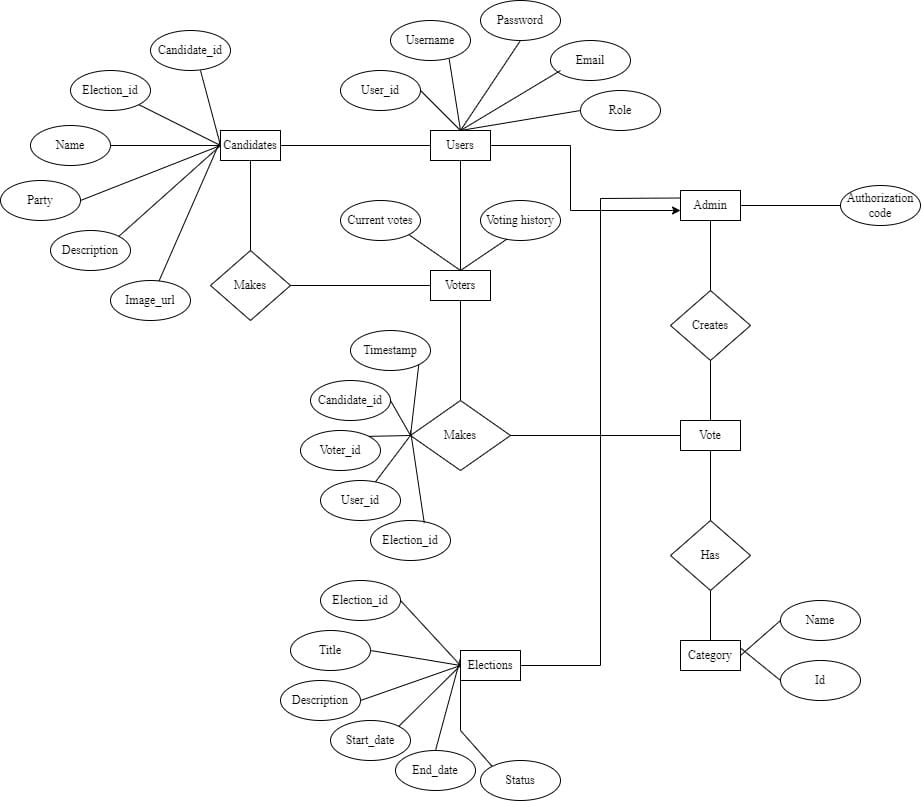 Password
Username
Candidate_id
Email
User_id
Election_id
Role
Name
Candidates
Users
Party
Admin
Authorization
code
Current votes
Voting history
Description
Makes
Voters
Image_url
Creates
Timestamp
Candidate_id
Makes
Vote
Voter_id
User_id
Election_id
Has
Election_id
Name
Title
Category
Elections
Id
Description
Start_date
End_date
Status